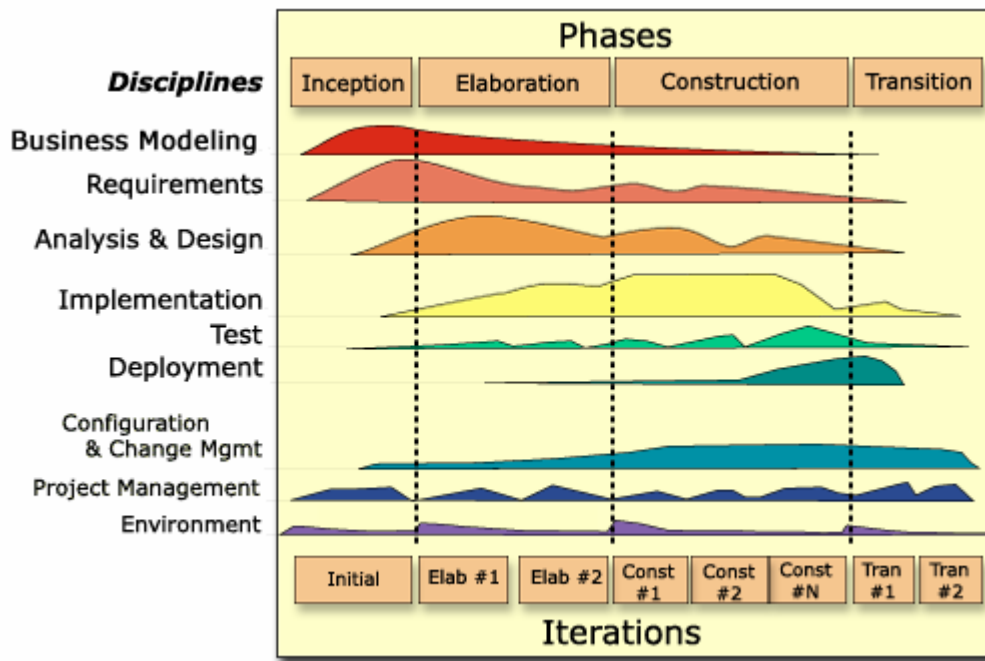 Phases
Disciplines
Inception
Elaboration
Construction
Transition
Business Modeling
Requirements
Analysis & Design
Implementation
Test
Deployment
Configuration
& Change Mgmt
Project Management
Environment
Initial
Elab #1
Elab #2
Const
#1
Const
#2
Const
#N
Tran
#1
Tran
#2
Iterations